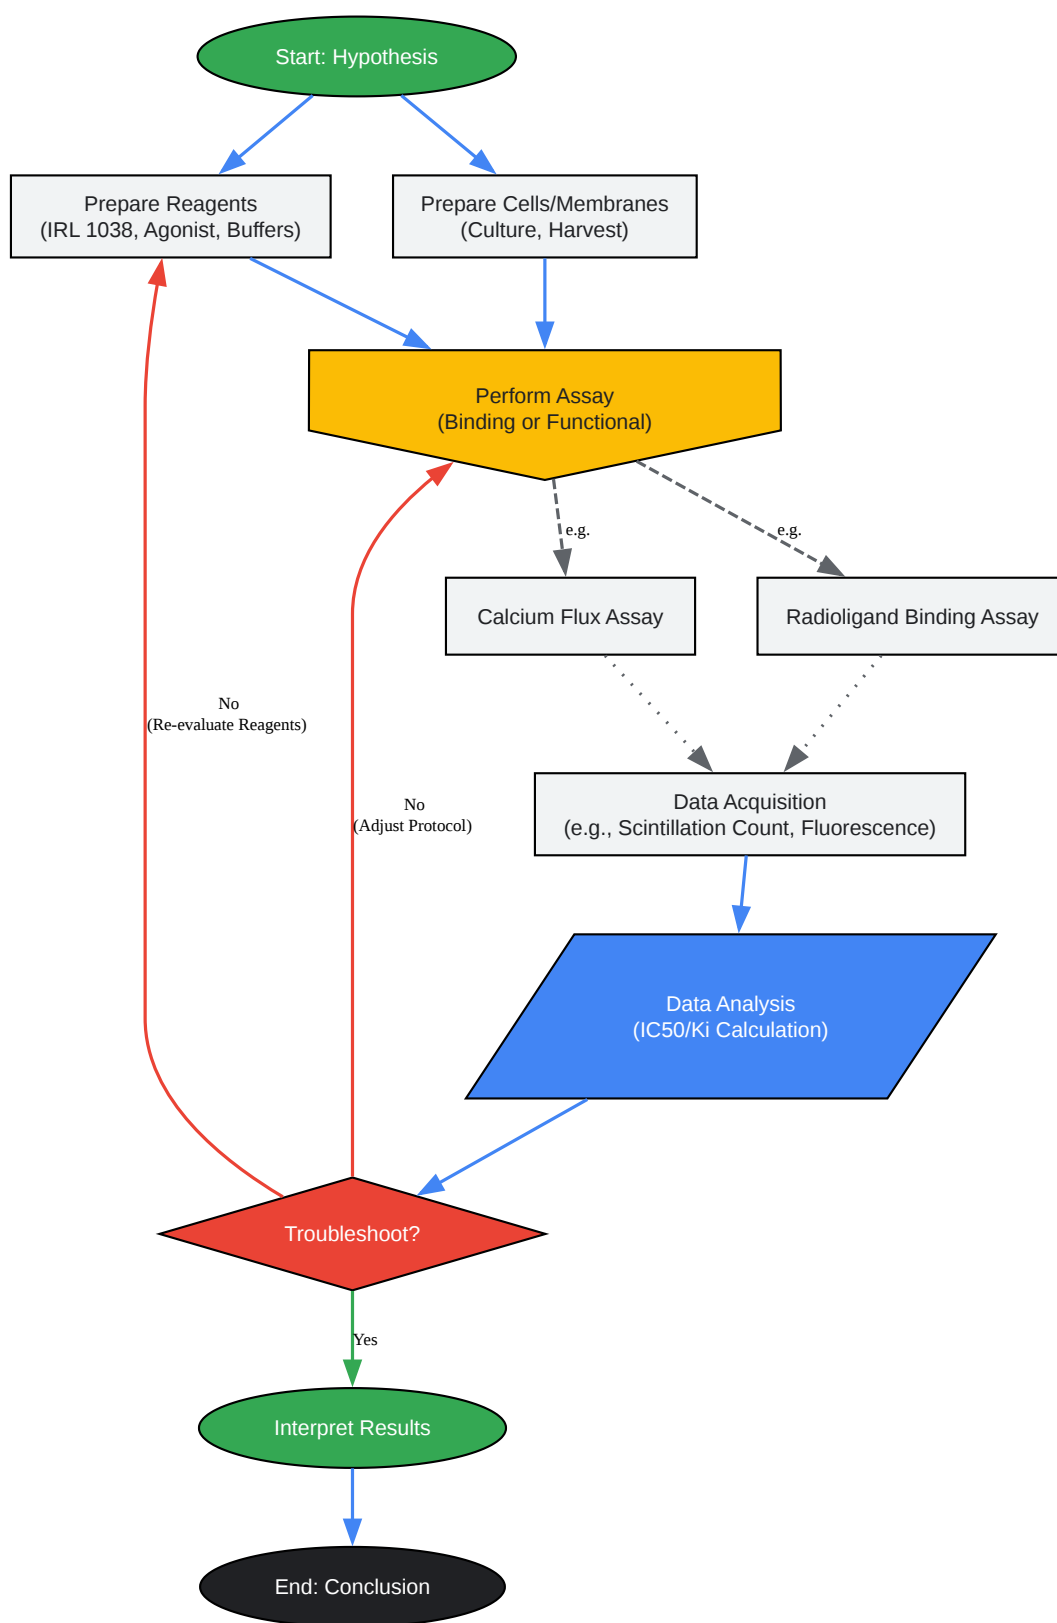 Start: Hypothesis
Prepare Reagents
(IRL 1038, Agonist, Buffers)
Prepare Cells/Membranes
(Culture, Harvest)
Perform Assay
(Binding or Functional)
e.g.
e.g.
Calcium Flux Assay
Radioligand Binding Assay
No
(Re-evaluate Reagents)
No
(Adjust Protocol)
Data Acquisition
(e.g., Scintillation Count, Fluorescence)
Data Analysis
(IC50/Ki Calculation)
Troubleshoot?
Yes
Interpret Results
End: Conclusion